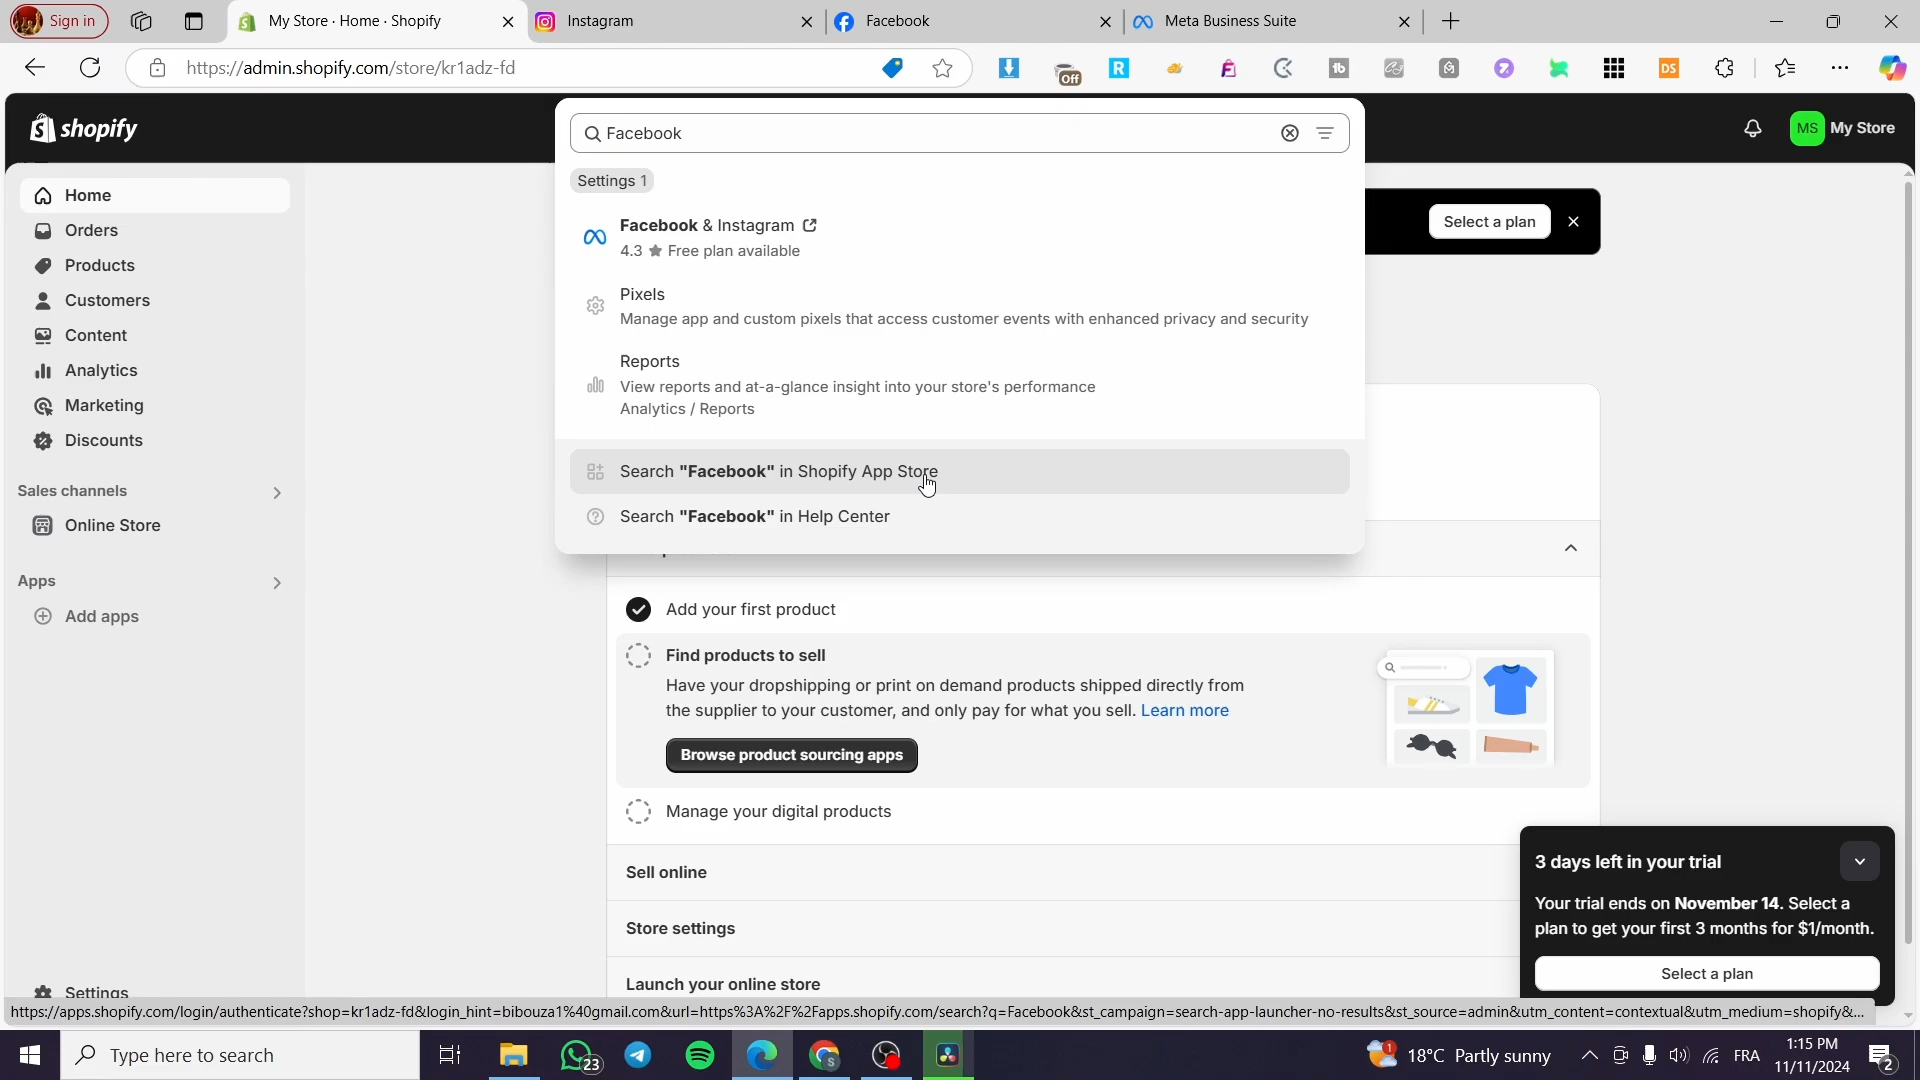 Sign in
My Store · Home · Shopify
Instagram
Facebook
Meta Business Suite
https://admin.shopify.com/store/kr1adz-fd
Off
DS
shopify
Facebook
MS My Store
Settings 1
Home
Facebook & Instagram
4.3 ★ Free plan available
Select a plan
Orders
Products
Pixels
Manage app and custom pixels that access customer events with enhanced privacy and security
Customers
Content
Reports
View reports and at-a-glance insight into your store's performance
Analytics / Reports
Analytics
Marketing
Discounts
Search "Facebook" in Shopify App Store
Sales channels
Search "Facebook" in Help Center
Online Store
Apps
Add apps
Add your first product
Find products to sell
Have your dropshipping or print on demand products shipped directly from
the supplier to your customer, and only pay for what you sell. Learn more
Browse product sourcing apps
Manage your digital products
Sell online
3 days left in your trial
Your trial ends on November 14. Select a
plan to get your first 3 months for $1/month.
Store settings
Select a plan
Launch your online store
Settings
https://apps.shopify.com/login/authenticate?shop=kr1adz-fd&login_hint=bibouza1%40gmail.com&url=https%3A%2F%2Fapps.shopify.com/search?q=Facebook&st_campaign=search-app-launcher-no-results&st_source=admin&utm_content=contextual&utm_medium=shopify&...
Type here to search
23
18°C Partly sunny
FRA
1:15 PM
11/11/2024
2